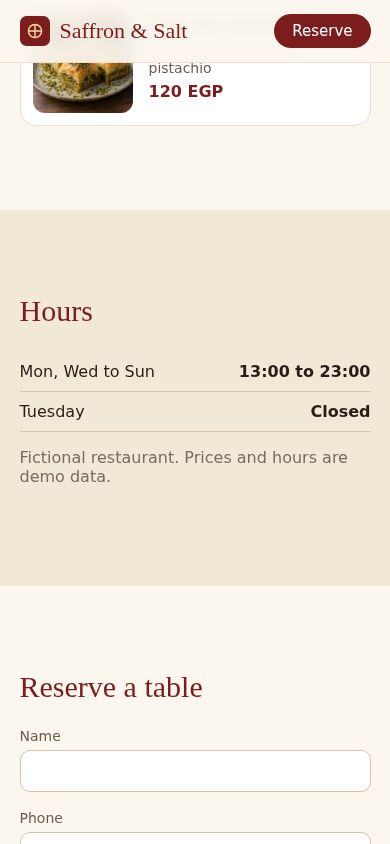 Saffron & Salt
Reserve
pistachio
120 EGP
Hours
Mon, Wed to Sun
13:00 to 23:00
Tuesday
Closed
Fictional restaurant. Prices and hours are
demo data.
Reserve a table
Name
Phone